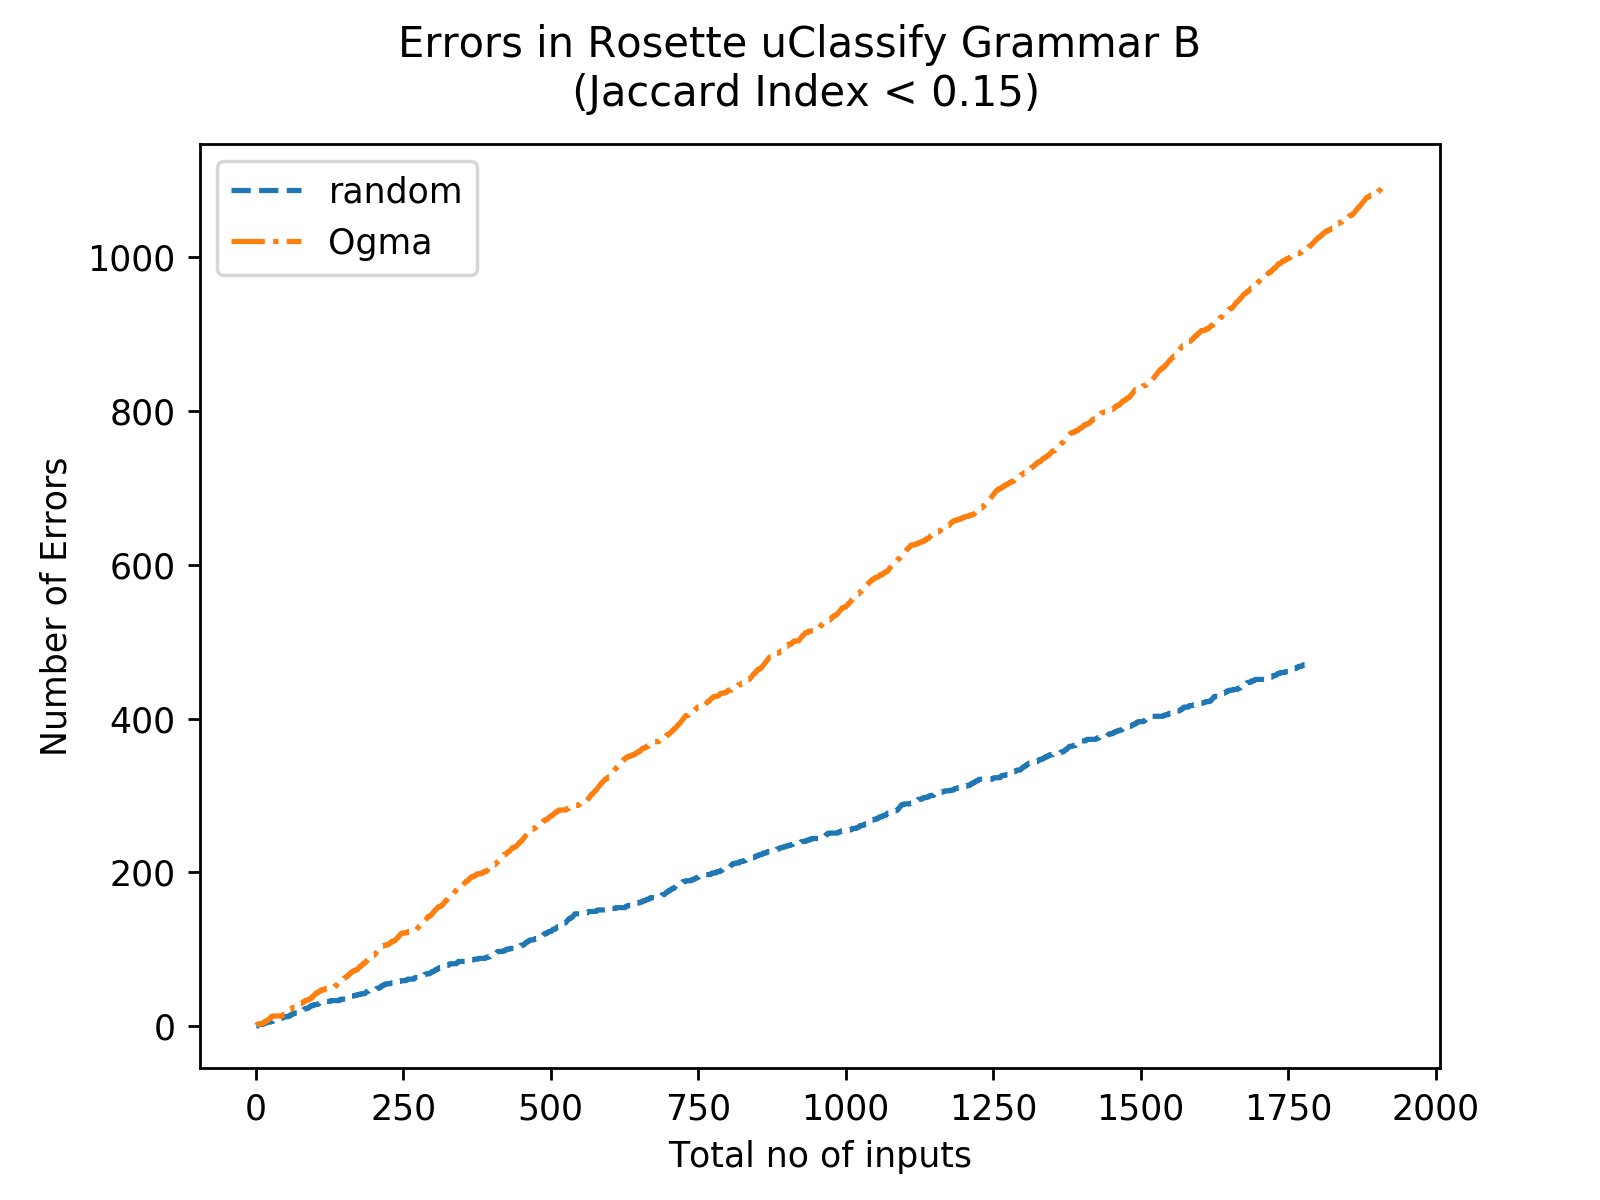 Errors in Rosette uClassify Grammar B
(Jaccard Index < 0.15)
random
Ogma
1000
800
600
400
200
0
Number of Errors
0 250 500 750 1000 1250 1500 1750 2000
Total no of inputs